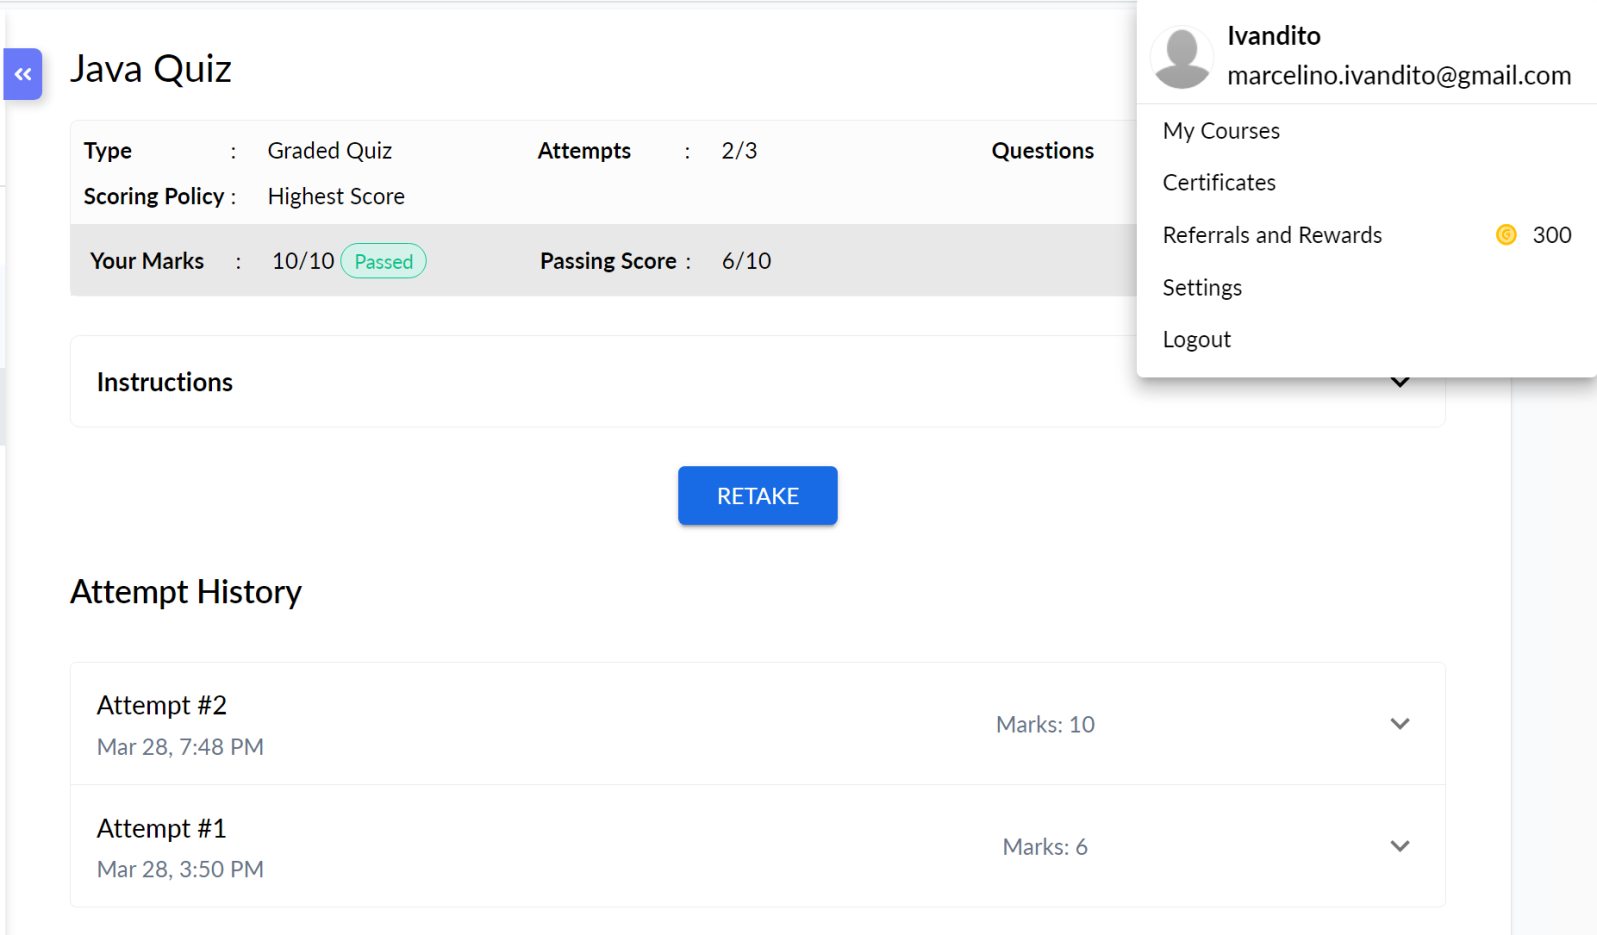 Ivandito
marcelino.ivandito@gmail.com
Java Quiz
My Courses
Type : Graded Quiz Attempts : 2/3 Questions
Certificates
Scoring Policy : Highest Score
Referrals and Rewards 300
Your Marks : 10/10 Passed Passing Score : 6/10
Settings
Logout
Instructions
RETAKE
Attempt History
Attempt #2
Marks: 10
Mar 28, 7:48 PM
Attempt #1
Marks: 6
Mar 28, 3:50 PM